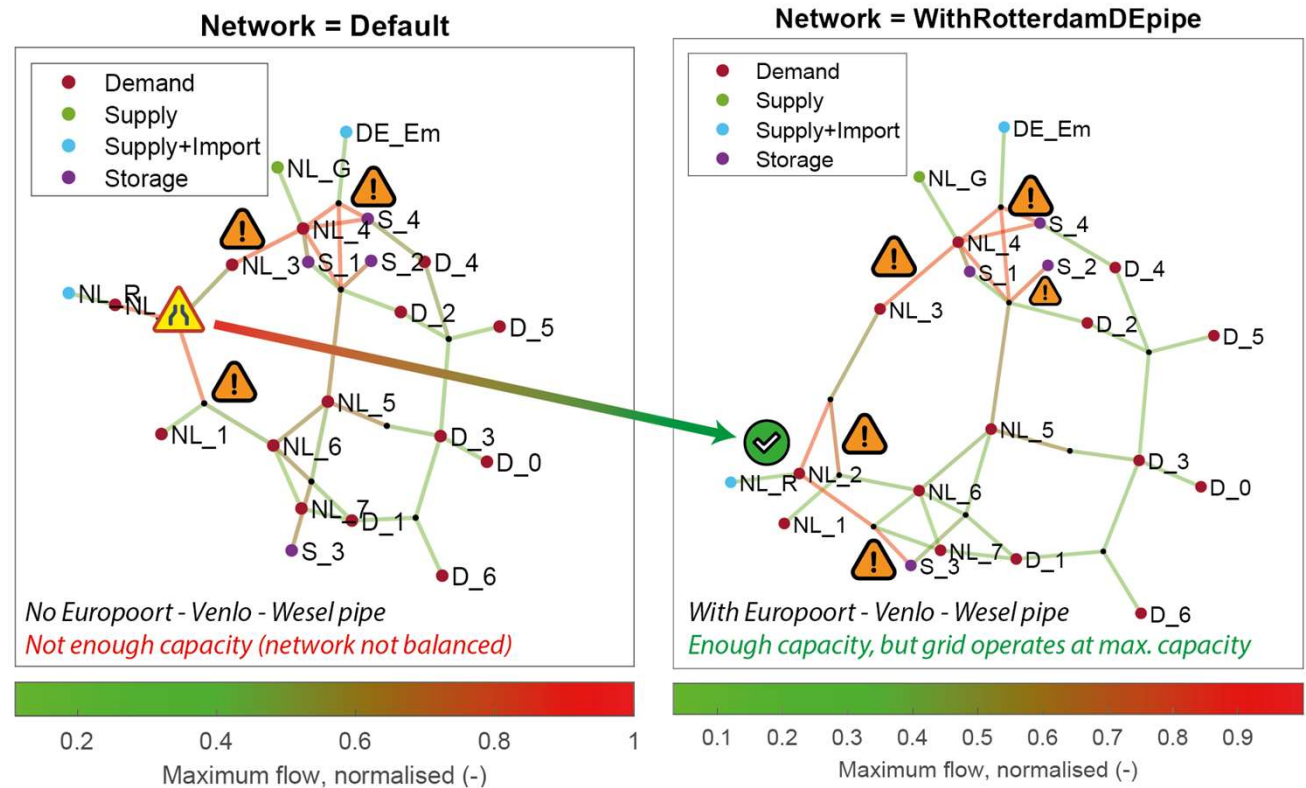 Network = Default
Demand
Supply
Supply+Import
Storage
DE_Em
NL_G
S_4
NL_4
NL_3
S_1
S_2
D_4
NL_R
NL_
D_2
D_5
NL_5
NL_1
NL_6
D_3
D_0
NL_7
D_1
S_3
D_6
No Europoort - Venlo - Wesel pipe
Not enough capacity (network not balanced)
0.2 0.4 0.6 0.8 1
Maximum flow, normalised (-)
Network = WithRotterdamDEpipe
Demand
Supply
Supply+Import
Storage
DE_Em
NL_G
S_4
NL_4
S_1
S_2
D_4
NL_3
D_2
D_5
NL_5
NL_2
NL_R
D_3
NL_6
D_0
NL_1
NL_7
S_3
D_1
D_6
With Europoort - Venlo - Wesel pipe
Enough capacity, but grid operates at max. capacity
0.1 0.2 0.3 0.4 0.5 0.6 0.7 0.8 0.9
Maximum flow, normalised (-)